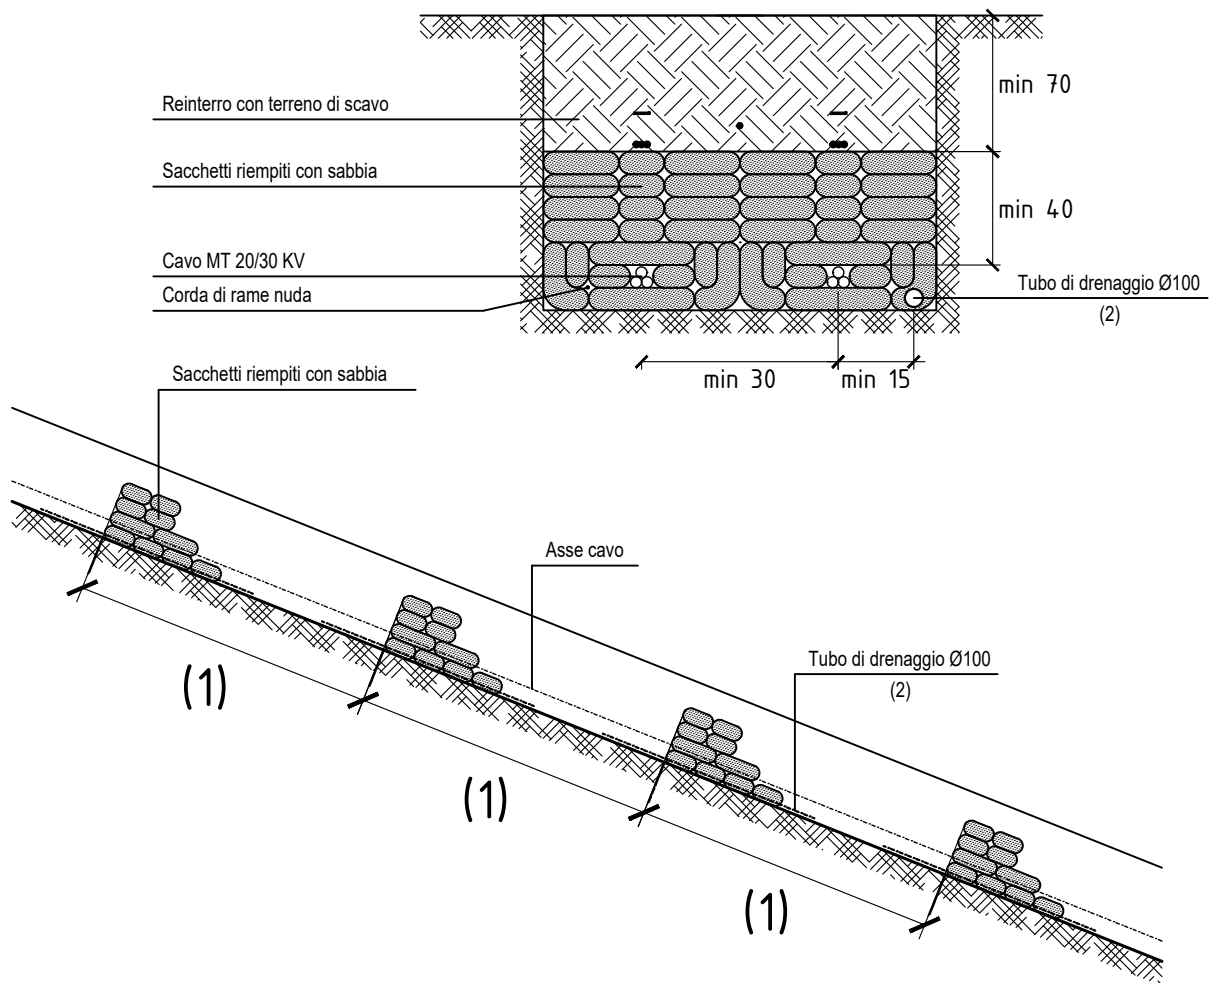 min 70
Reinterro con terreno di scavo
Sacchetti riempiti con sabbia
min 40
Cavo MT 20/30 KV
Corda di rame nuda
Tubo di drenaggio Ø100
(2)
min 30
min 15
Sacchetti riempiti con sabbia
Asse cavo
Tubo di drenaggio Ø100
(2)
(1)
(1)
(1)